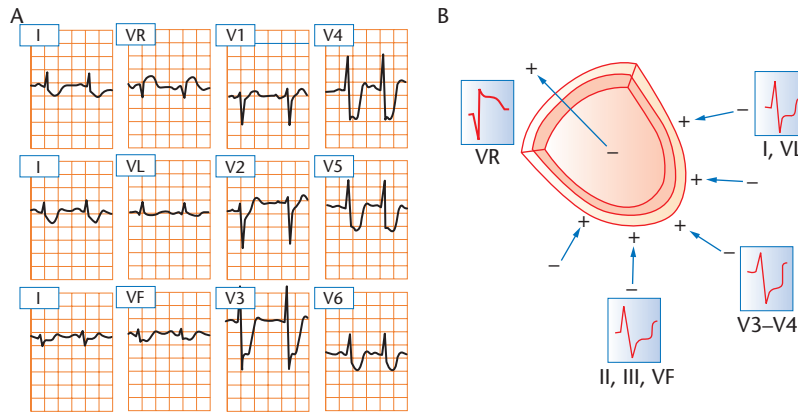 A
I VR V1 V4
I VL V2 V5
I VF V3 V6
B
+ + + + + +
− − − − − −
VR
I, VL
V3–V4
II, III, VF